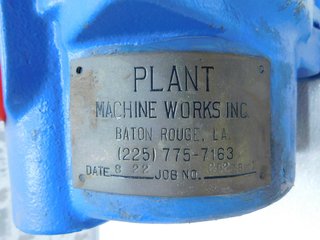 PLANT
MACHINE WORKS INC.
BATON ROUGE, LA.
(225) 775-7163
DATE 8 22 JOB NO.